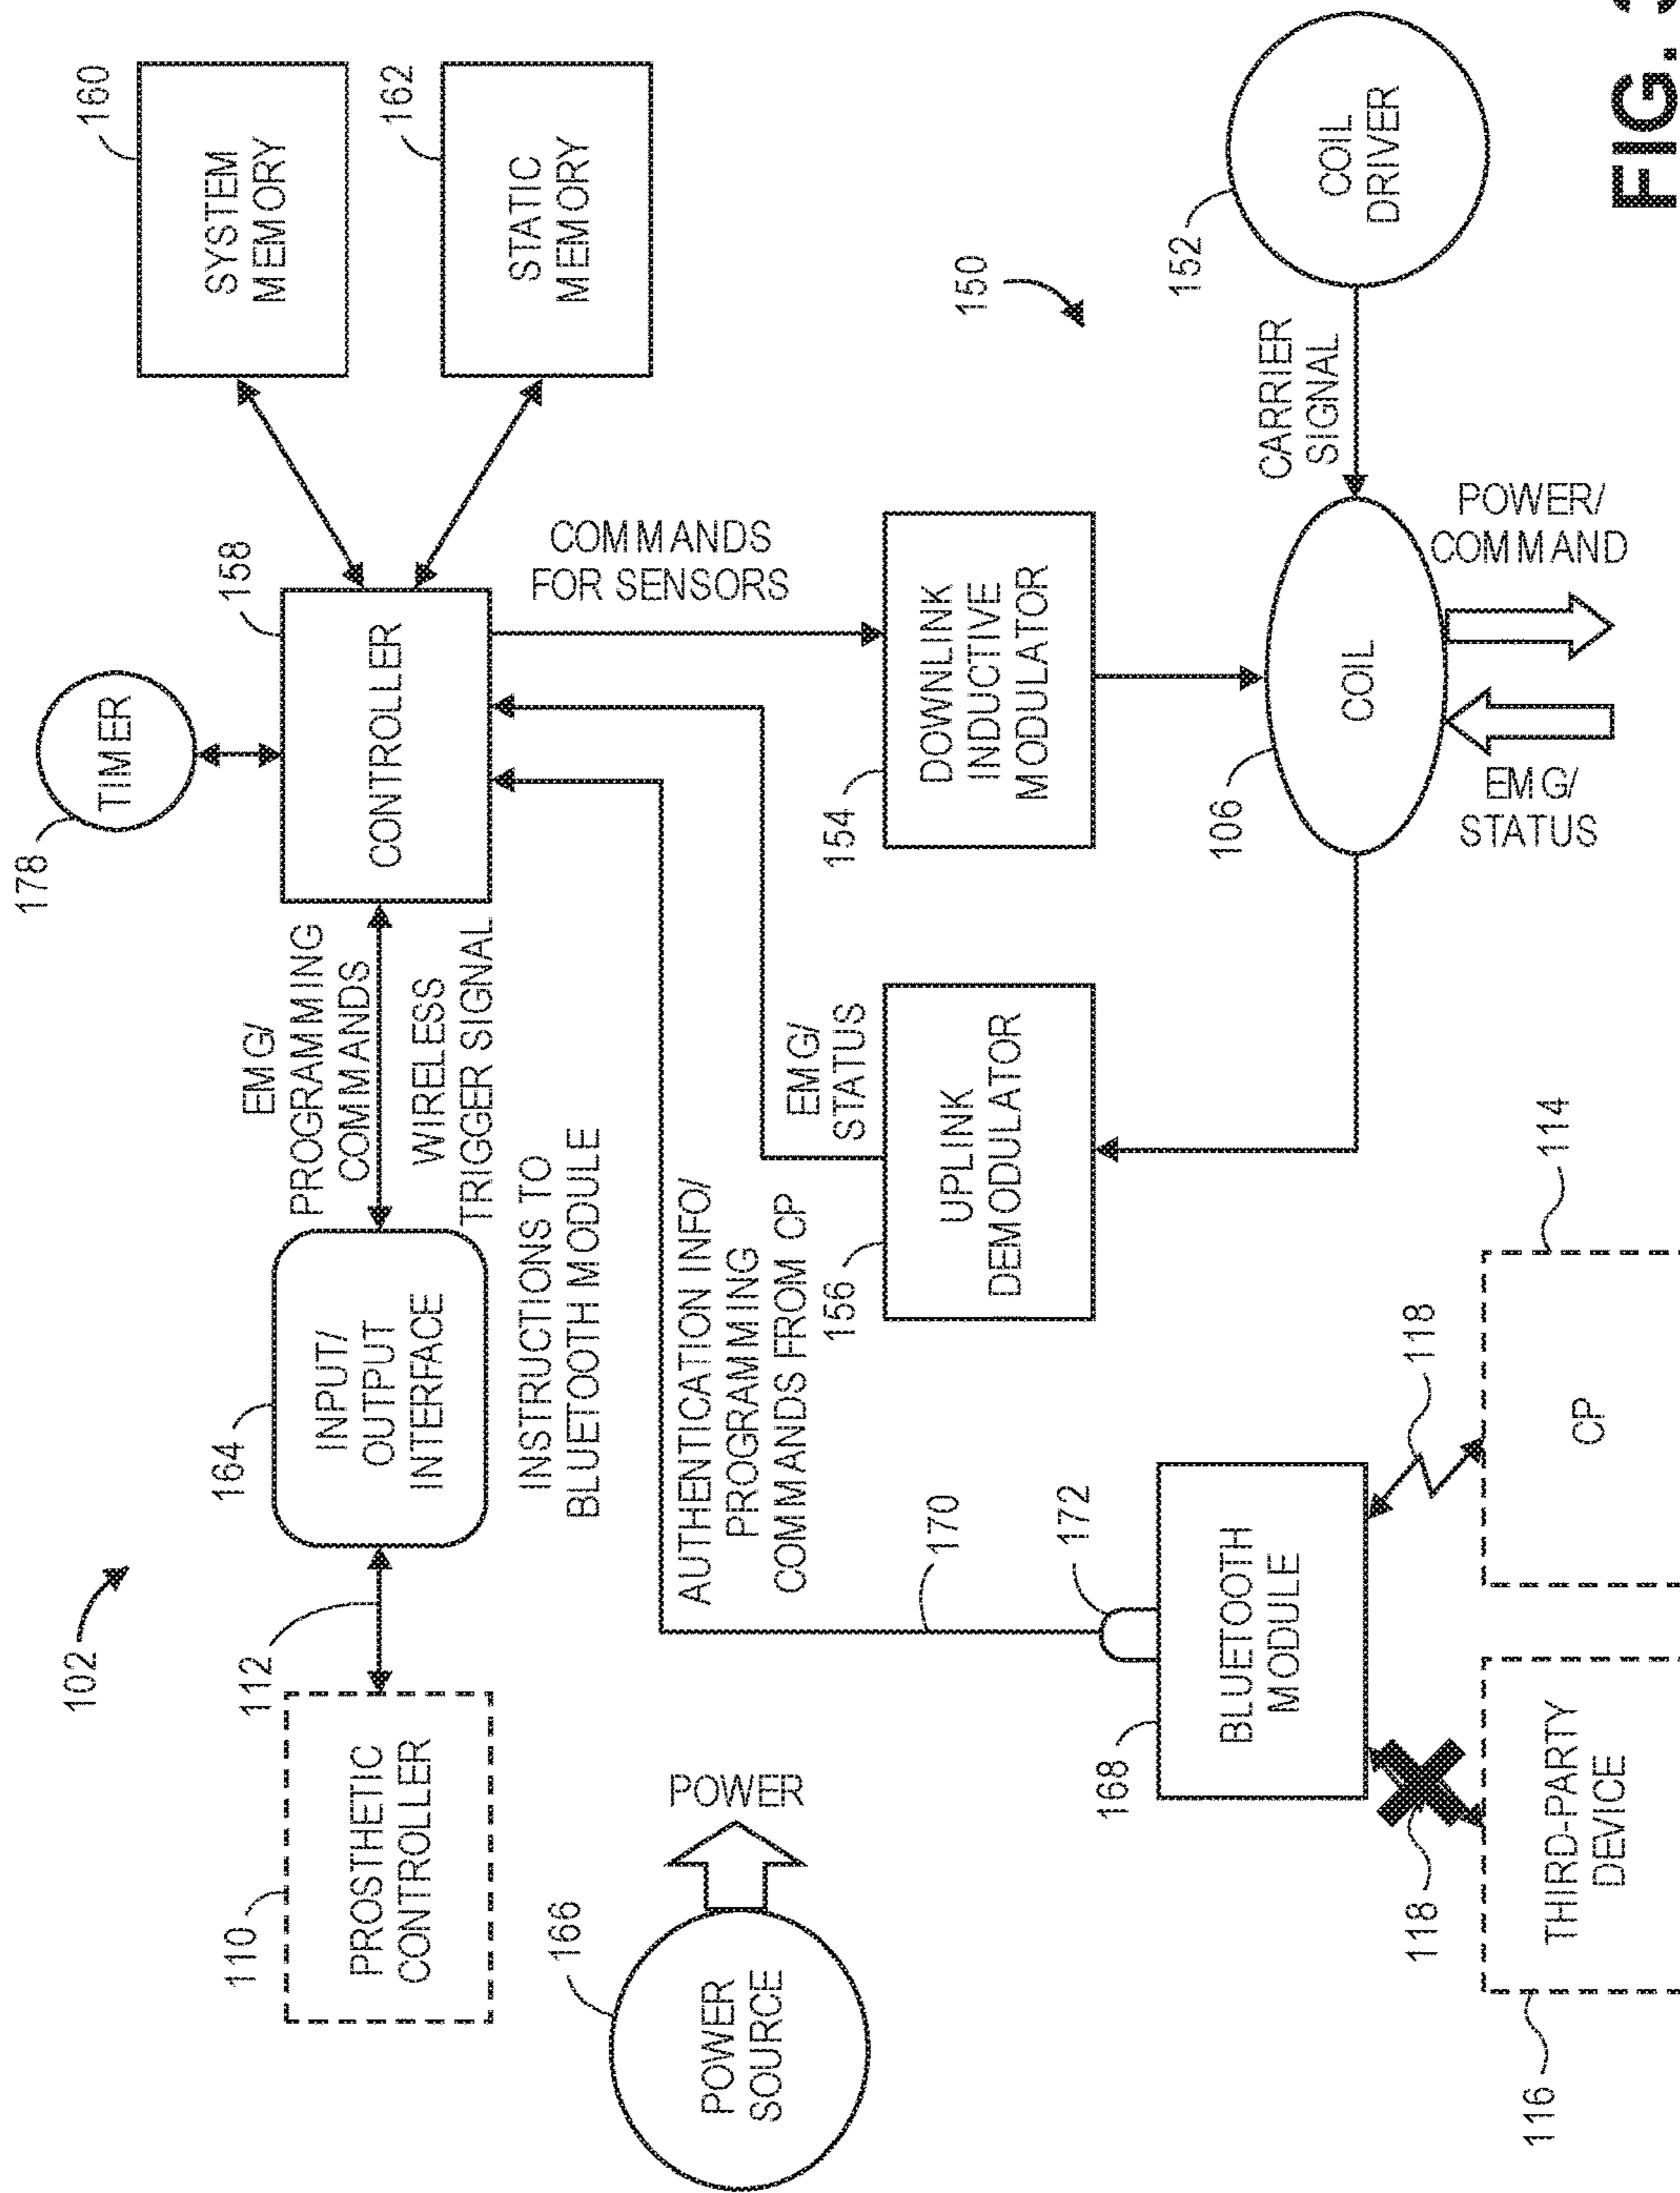 178
TIMER
160
SYSTEM
MEMORY
162
STATIC
MEMORY
158
CONTROLLER
EMG/
PROGRAMMING
COMMANDS
WIRELESS
TRIGGER SIGNAL
164
INPUT/
OUTPUT
INTERFACE
102
112
110
PROSTHETIC
CONTROLLER
INSTRUCTIONS TO
BLUETOOTH MODULE
AUTHENTICATION INFO/
PROGRAMMING
COMMANDS FROM CP
COMMANDS
FOR SENSORS
EMG/
STATUS
166
POWER
SOURCE
POWER
154
DOWNLINK
INDUCTIVE
MODULATOR
156
UPLINK
DEMODULATOR
150
152
COIL
DRIVER
CARRIER
SIGNAL
106
COIL
POWER/
COMMAND
EMG/
STATUS
170
172
168
BLUETOOTH
MODULE
118
118
114
CP
116
THIRD-PARTY
DEVICE
FIG.